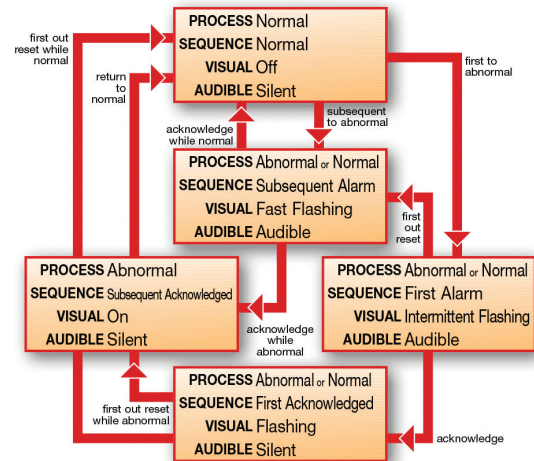 PROCESS Normal
SEQUENCE Normal
VISUAL Off
AUDIBLE Silent
first out
reset while
normal
return
to
normal
first to
abnormal
acknowledge
while normal
subsequent
to abnormal
PROCESS Abnormal or Normal
SEQUENCE Subsequent Alarm
VISUAL Fast Flashing
AUDIBLE Audible
first
out
reset
PROCESS Abnormal
SEQUENCE Subsequent Acknowledged
VISUAL On
AUDIBLE Silent
PROCESS Abnormal or Normal
SEQUENCE First Alarm
VISUAL Intermittent Flashing
AUDIBLE Audible
acknowledge
while
abnormal
first out reset
while abnormal
PROCESS Abnormal or Normal
SEQUENCE First Acknowledged
VISUAL Flashing
AUDIBLE Silent
acknowledge